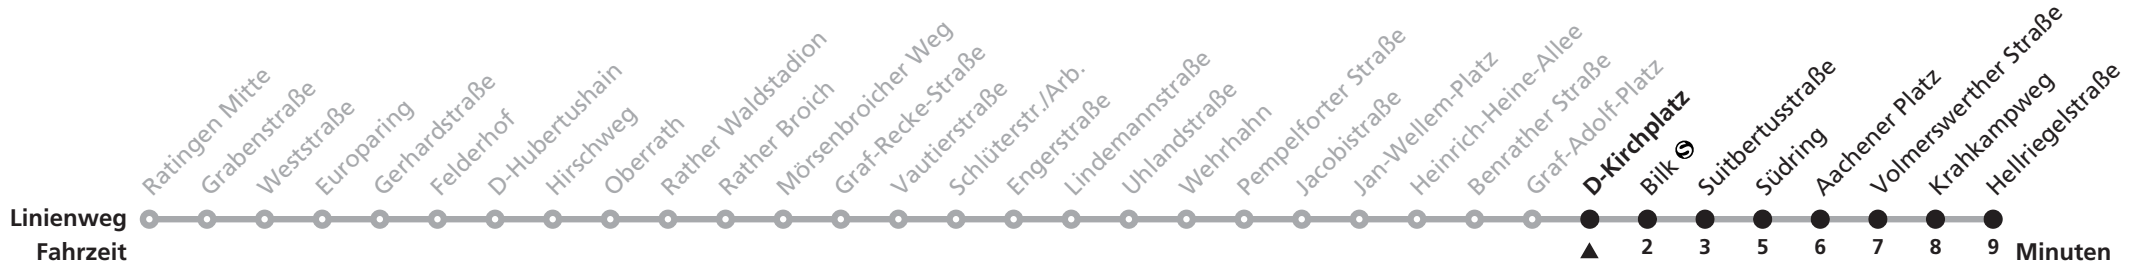 Ratingen Mitte
Grabenstraße
Weststraße
Europaring
Gerhardstraße
Felderhof
D-Hubertushain
Hirschweg
Oberrath
Rather Waldstadion
Rather Broich
Mörsenbroicher Weg
Graf-Recke-Straße
Vautierstraße
Schlüterstr./Arb.
Engerstraße
Lindemannstraße
Uhlandstraße
Wehrhahn
Pempelforter Straße
Jacobistraße
Jan-Wellem-Platz
Heinrich-Heine-Allee
Benrather Straße
Graf-Adolf-Platz
D-Kirchplatz
Bilk S
Suitbertusstraße
Südring
Aachener Platz
Volmerswerther Straße
Krahkampweg
Hellriegelstraße
Linienweg
Fahrzeit 2 3 5 6 7 8 9 Minuten